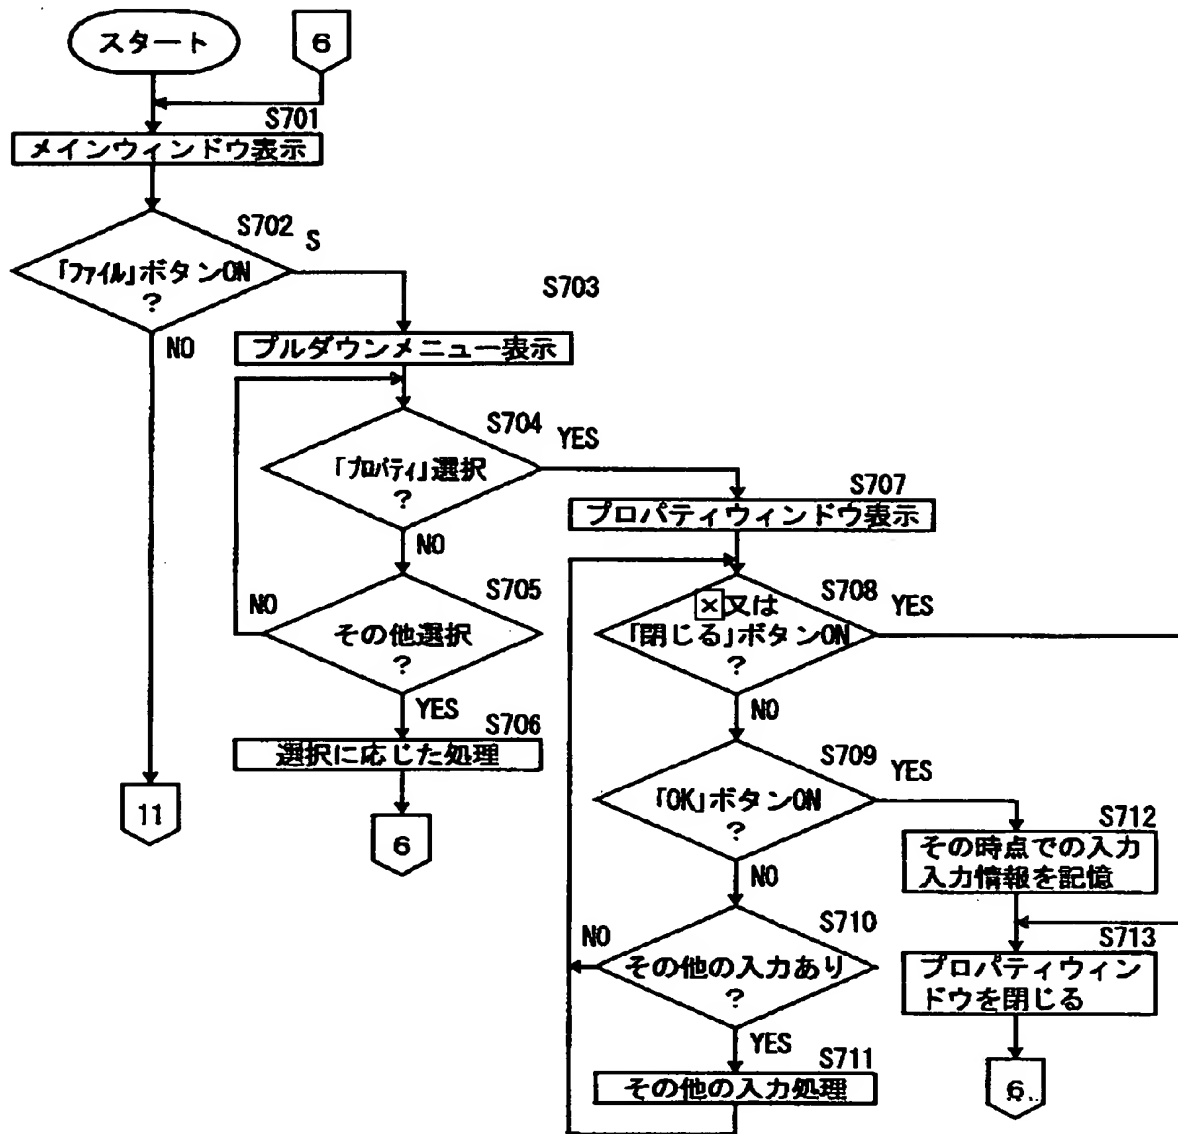 スタート
6
S701
メインウィンドウ表示
S702
S
「ファイル」ボタンON
?
NO
S703
プルダウンメニュー表示
S704
YES
「プロパティ」選択
?
NO
S705
NO
その他選択
?
YES
S706
選択に応じた処理
6
11
S707
プロパティウィンドウ表示
S708
YES
×又は
「閉じる」ボタンON
?
NO
S709
YES
「OK」ボタンON
?
NO
S710
NO
その他の入力あり
?
YES
S711
その他の入力処理
S712
その時点での入力
入力情報を記憶
S713
プロパティウィン
ドウを閉じる
6